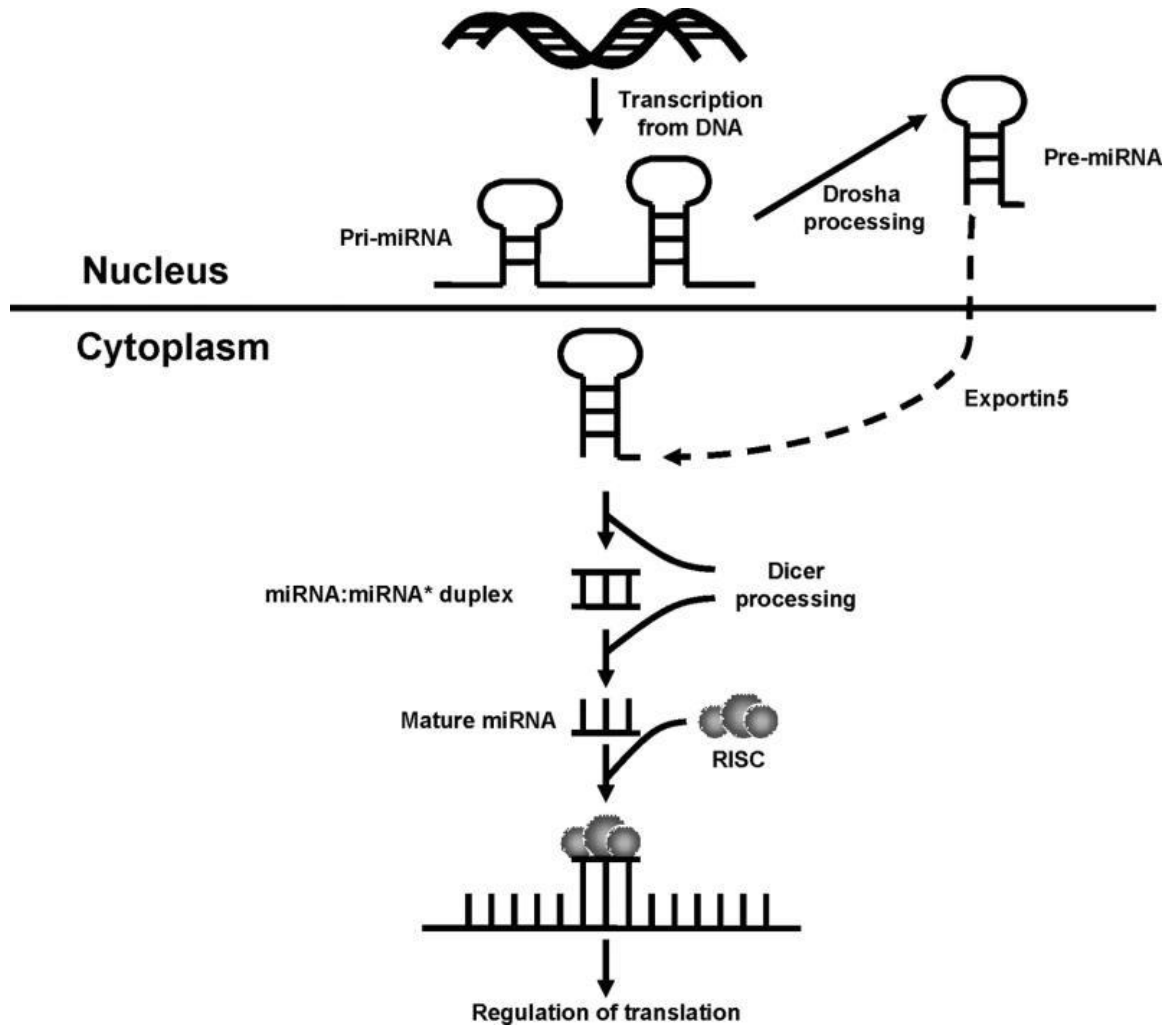 Transcription
from DNA
Pre-miRNA
Drosha
processing
Pri-miRNA
Nucleus
Cytoplasm
Exportin5
Dicer
processing
miRNA:miRNA* duplex
Mature miRNA
RISC
Regulation of translation